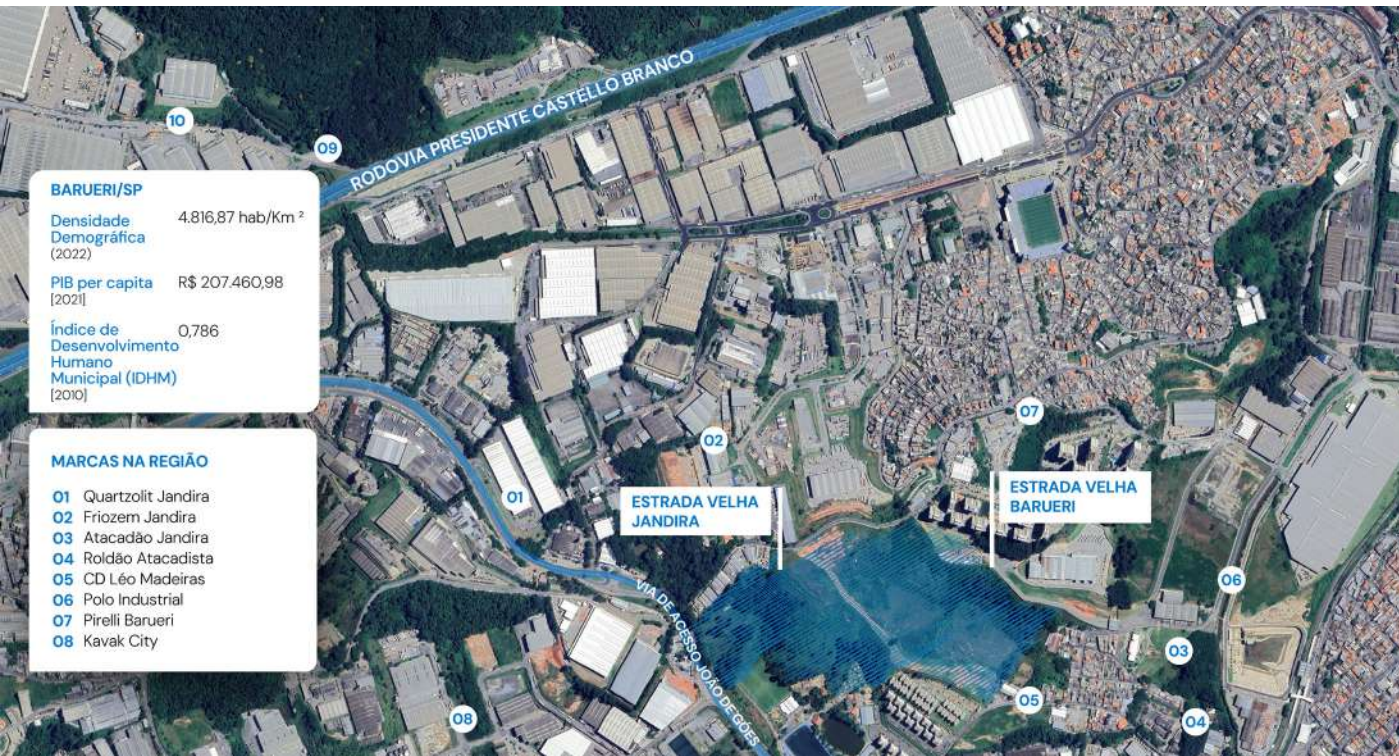 10
09
RODOVIA PRESIDENTE CASTELLO BRANCO
BARUERI/SP
Densidade 4.816,87 hab/Km ²
Demográfica
(2022)
PIB per capita R$ 207.460,98
[2021]
Índice de 0,786
Desenvolvimento
Humano
Municipal (IDHM)
[2010]
MARCAS NA REGIÃO
01 Quartzolit Jandira
02 Friozem Jandira
03 Atacadão Jandira
04 Roldão Atacadista
05 CD Léo Madeiras
06 Polo Industrial
07 Pirelli Barueri
08 Kavak City
07
02
01
ESTRADA VELHA
JANDIRA
ESTRADA VELHA
BARUERI
VIA DE ACESSO JOÃO DE GÓES
06
03
05
04
08